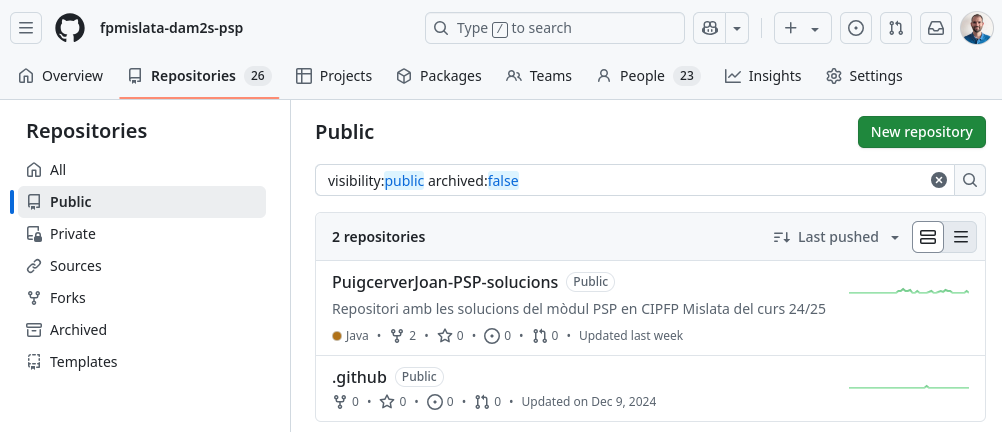 fpmislata-dam2s-psp
Type / to search
Overview
Repositories 26
Projects
Packages
Teams
People 23
Insights
Settings
Repositories
All
Public
Private
Sources
Forks
Archived
Templates
Public
New repository
visibility:public archived:false
2 repositories
Last pushed
PuigcerverJoan-PSP-solucions Public
Repositori amb les solucions del mòdul PSP en CIPFP Mislata del curs 24/25
Java • 2 • 0 • 0 • 0 • Updated last week
.github Public
0 • 0 • 0 • 0 • Updated on Dec 9, 2024